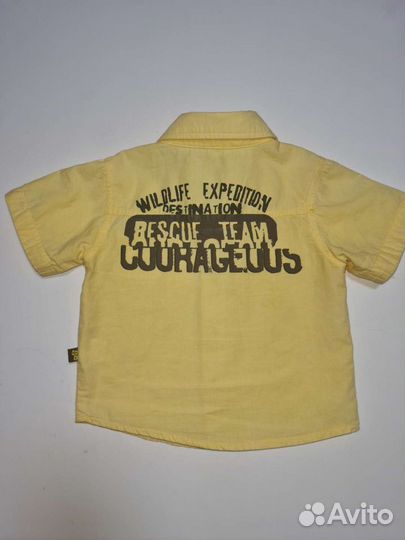 WILDLIFE EXPEDITION
DESTINATION
RESCUE TEAM
COURAGEOUS
Avito